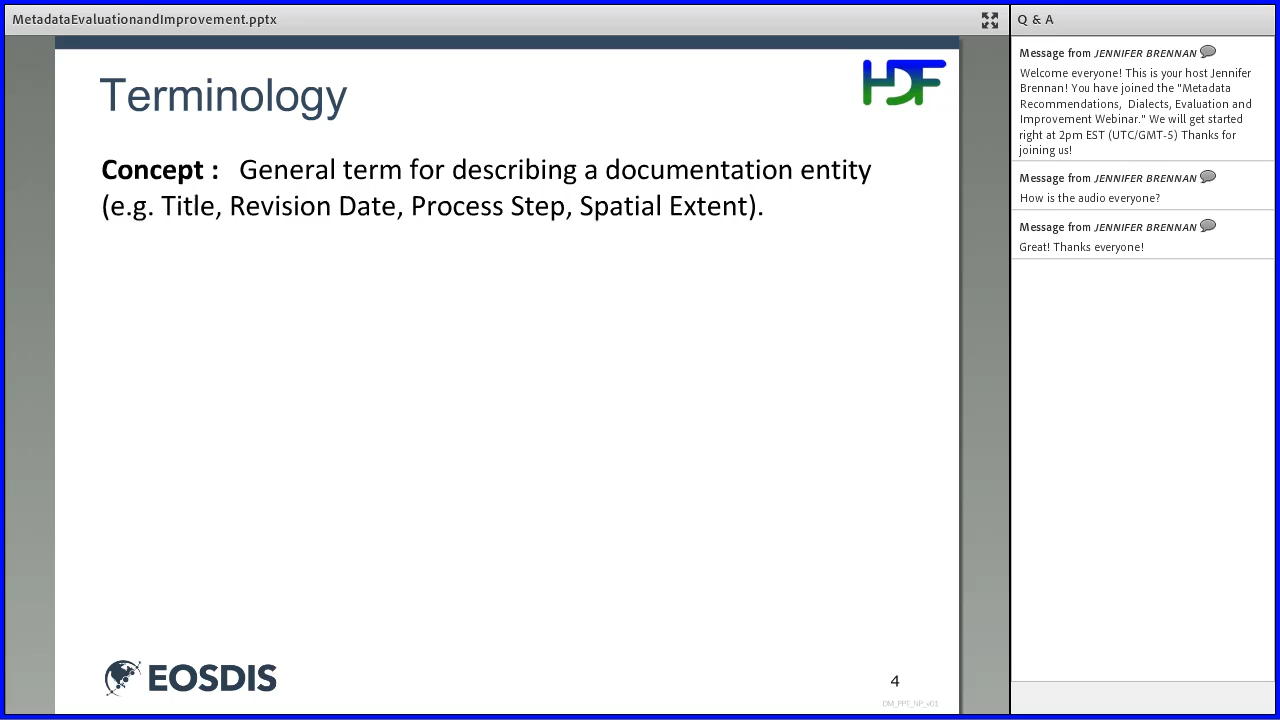 MetadataEvaluationandImprovement.pptx
Terminology
HDF
Concept : General term for describing a documentation entity
(e.g. Title, Revision Date, Process Step, Spatial Extent).
EOSDIS
4
DM_PPT_NP_v01
Q & A
Message from JENNIFER BRENNAN
Welcome everyone! This is your host Jennifer
Brennan! You have joined the "Metadata
Recommendations, Dialects, Evaluation and
Improvement Webinar." We will get started
right at 2pm EST (UTC/GMT-5) Thanks for
joining us!
Message from JENNIFER BRENNAN
How is the audio everyone?
Message from JENNIFER BRENNAN
Great! Thanks everyone!